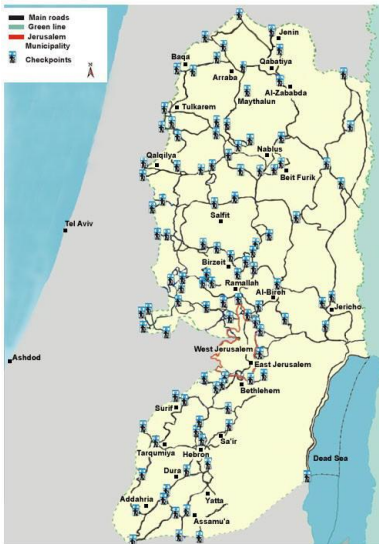 Main roads
Green line
Jerusalem
Municipality
Checkpoints
N
Jenin
Baqa
Qabatiya
Arraba
Al-Zababda
Maythalun
Tulkarem
Nablus
Qalqilya
Beit Furik
Salfit
Tel Aviv
Birzeit
Ramallah
Al-Bireh
Jericho
West Jerusalem
Ashdod
East Jerusalem
Bethlehem
Surif
Sa'ir
Tarqumiya
Hebron
Dead Sea
Dura
Addahria
Yatta
Assamu'a